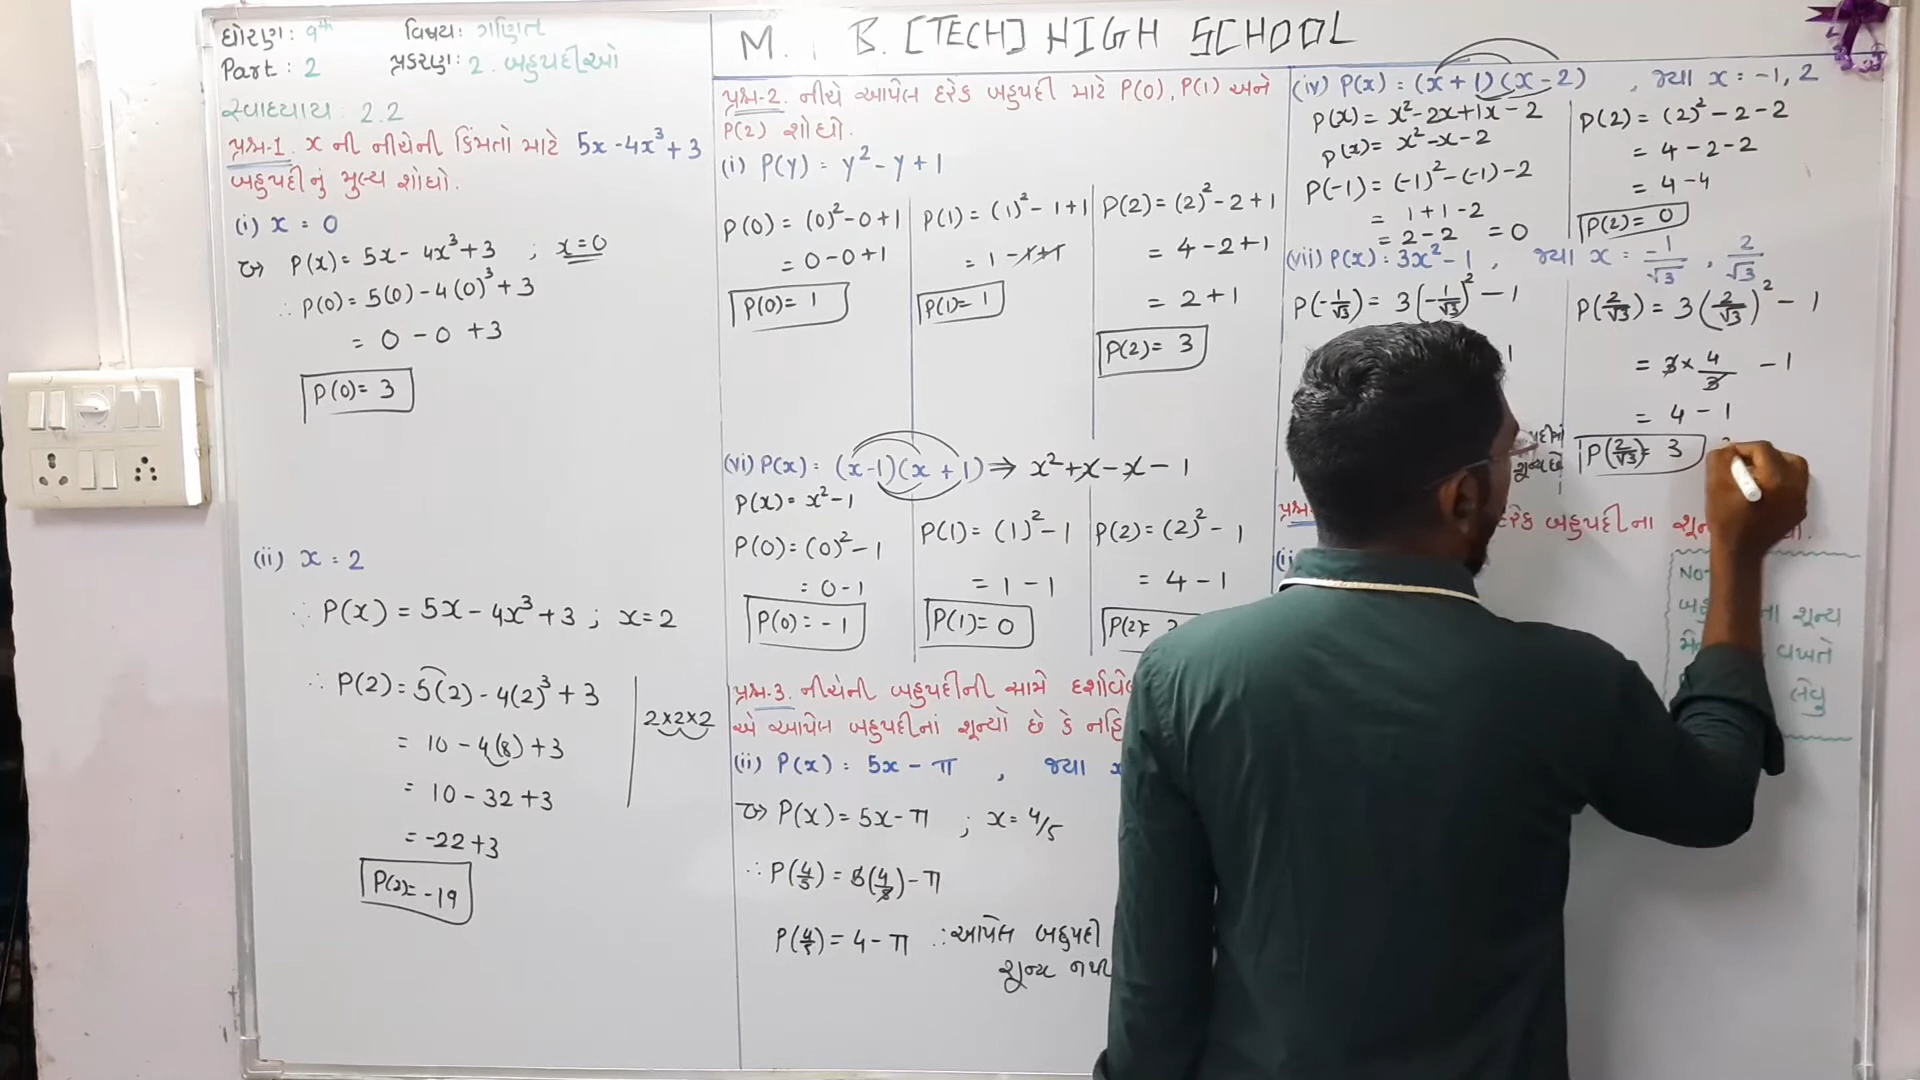 ધોરણ: 9th વિષય: ગણિત
Part: 2 પ્રકરણ: 2. બહુપદીઓ
સ્વાધ્યાય: 2.2
પ્રશ્ન-1. x ની નીચેની કિંમતો માટે 5x-4x³+3
બહુપદીનું મુલ્ય શોધો.
(i) x = 0
P(x) = 5x - 4x³+3 ; x=0
∴ P(0) = 5(0) - 4(0)³ + 3
= 0 - 0 +3
P(0) = 3
(ii) x = 2
∴ P(x) = 5x - 4x³+3 ; x=2
∴ P(2) = 5(2) - 4(2)³ + 3
2×2×2
= 10 - 4(8) + 3
= 10 - 32 + 3
= -22+3
P(2) = -19
M. B. [TECH] HIGH SCHOOL
પ્રશ્ન-2. નીચે આપેલ દરેક બહુપદી માટે P(0), P(1) અને
P(2) શોધો.
(i) P(y) = y² - y + 1
P(0) = (0)² - 0 + 1
= 0 - 0 + 1
P(0) = 1
P(1) = (1)² - 1 + 1
= 1 - 1 + 1
P(1) = 1
P(2) = (2)² - 2 + 1
= 4 - 2 + 1
= 2 + 1
P(2) = 3
(vi) P(x) = (x-1)(x+1) ⇒ x² + x - x - 1
P(x) = x² - 1
P(0) = (0)² - 1
= 0 - 1
P(0) = -1
P(1) = (1)² - 1
= 1 - 1
P(1) = 0
P(2) = (2)² - 1
= 4 - 1
P(2) =
પ્રશ્ન-3. નીચેની બહુપદીની સામે
એ આપેલ બહુપદીનાં શૂન્યો છે કે નહિ
(ii) P(x) = 5x - π , જ્યાં x
P(x) = 5x - π ; x = 4/5
∴ P(4/5) = 5(4/5) - π
P(4/5) = 4 - π ∴ આપેલ બહુપદી
શૂન્ય નથી
(iv) P(x) = (x+1)(x-2) , જ્યાં x = -1, 2
P(x) = x² - 2x + 1x - 2
P(x) = x² - x - 2
P(-1) = (-1)² - (-1) - 2
= 1 + 1 - 2
= 2 - 2 = 0
P(2) = (2)² - 2 - 2
= 4 - 2 - 2
= 4 - 4
P(2) = 0
(vii) P(x) = 3x² - 1 , જ્યાં x = -1/√3 , 2/√3
P(-1/√3) = 3(-1/√3)² - 1
શૂન્ય છે
P(2/√3) = 3(2/√3)² - 1
= 3 × 4/3 - 1
= 4 - 1
P(2/√3) = 3
દરેક બહુપદીના
શૂન્ય
વખતે
લેવુ